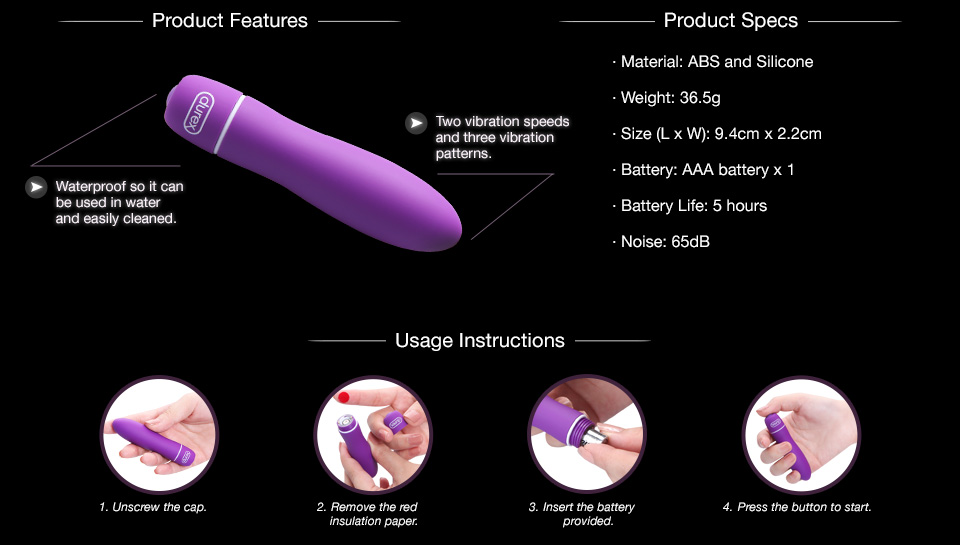 Product Features
durex
Waterproof so it can
be used in water
and easily cleaned.
Two vibration speeds
and three vibration
patterns.
Product Specs
· Material: ABS and Silicone
· Weight: 36.5g
· Size (L x W): 9.4cm x 2.2cm
· Battery: AAA battery x 1
· Battery Life: 5 hours
· Noise: 65dB
Usage Instructions
1. Unscrew the cap.
2. Remove the red
insulation paper.
3. Insert the battery
provided.
4. Press the button to start.